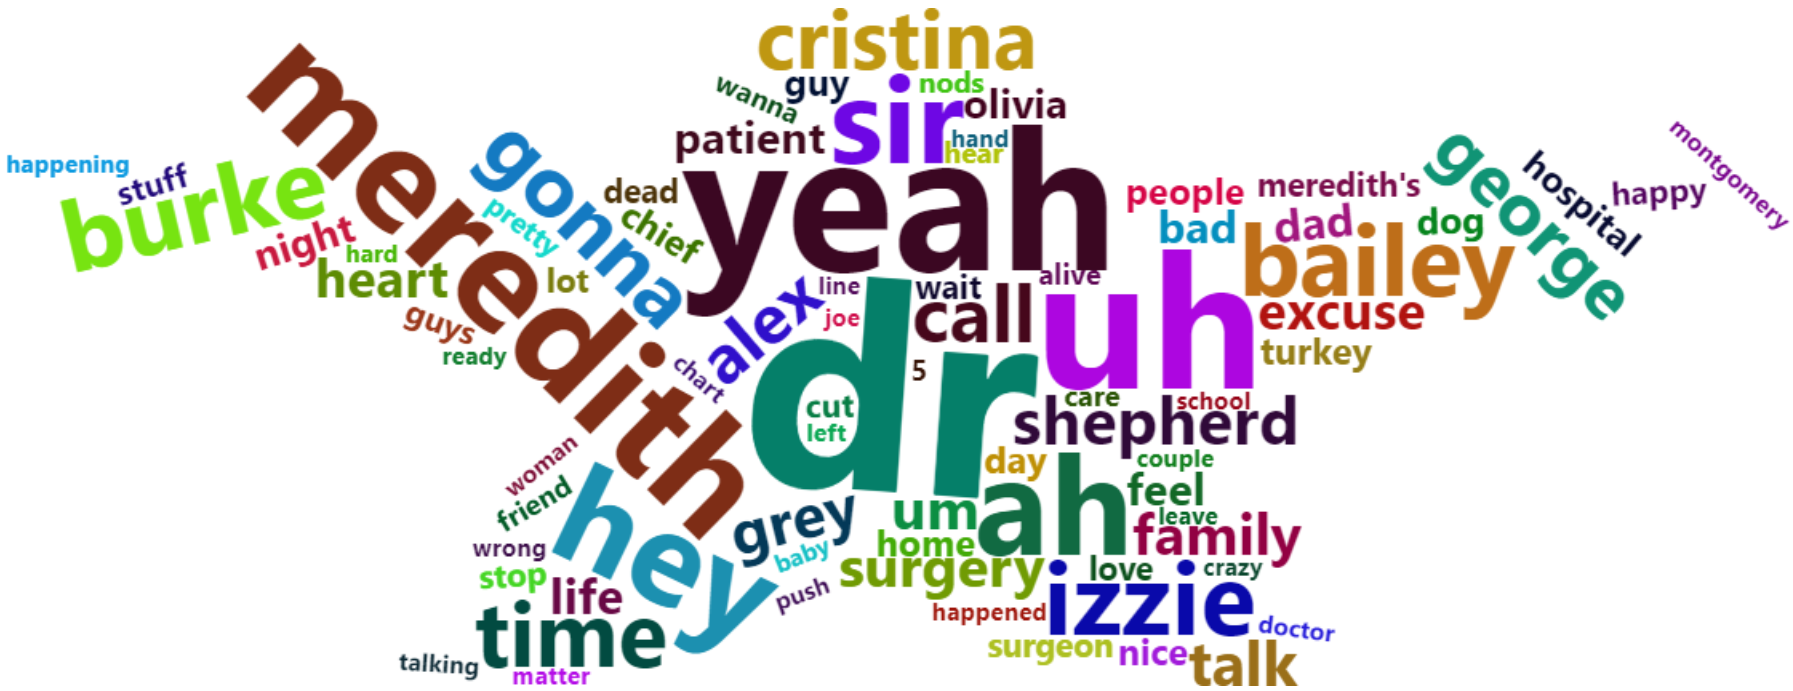 cristina
wanna
guy
nods
sir
olivia
patient
hand
hear
yeah
meredith
gonna
happening
stuff
burke
night
hard
heart
dead
pretty
chief
lot
guys
ready
people
meredith's
george
hospital
happy
montgomery
bad
dad
dog
bailey
excuse
turkey
alex
line
joe
wait
alive
call
uh
chart
dr
5
cut
left
care
school
shepherd
day
couple
ah
feel
leave
family
woman
friend
hey
grey
um
home
baby
surgery
love
crazy
wrong
stop
life
push
time
happened
izzie
doctor
surgeon
nice
talk
talking
matter